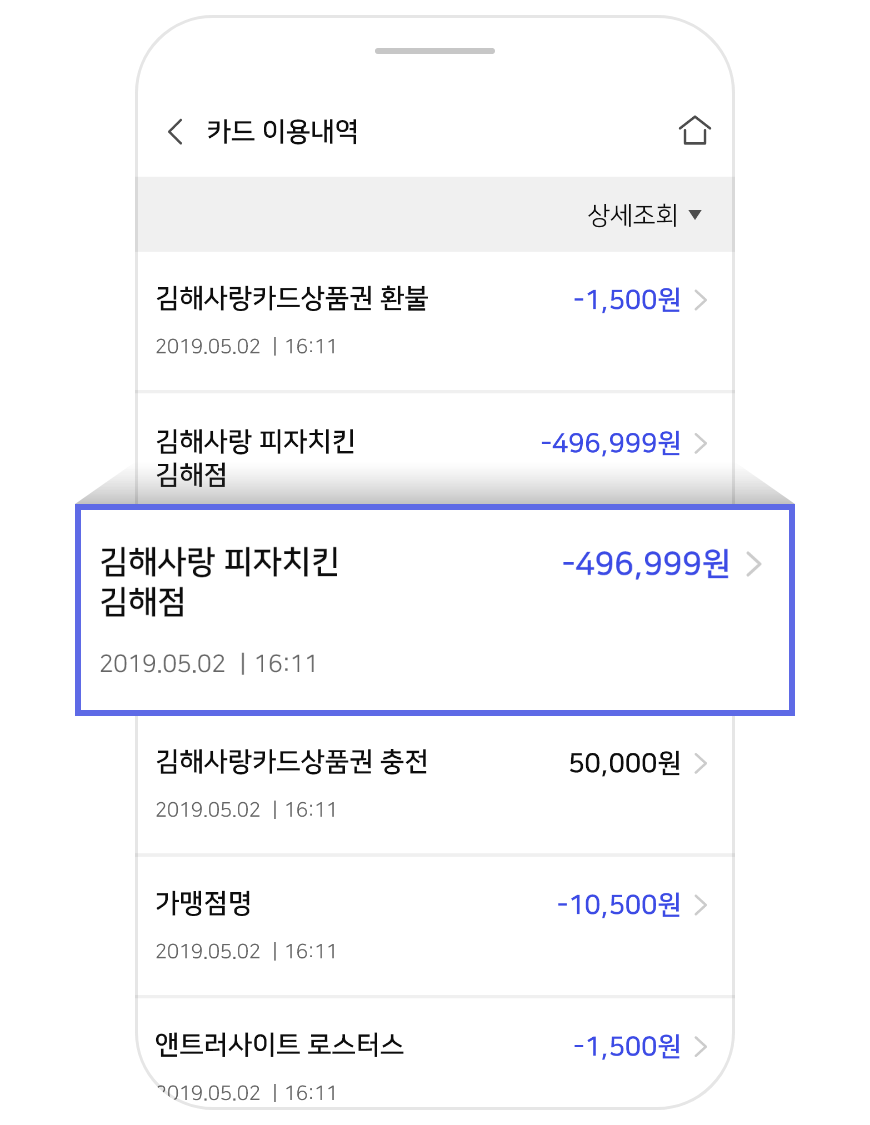 카드 이용내역
상세조회 ▼
김해사랑카드상품권 환불 -1,500원
2019.05.02 | 16:11
김해사랑 피자치킨 -496,999원
김해점
김해사랑 피자치킨 -496,999원
김해점
2019.05.02 | 16:11
김해사랑카드상품권 충전 50,000원
2019.05.02 | 16:11
가맹점명 -10,500원
2019.05.02 | 16:11
앤트러사이트 로스터스 -1,500원
2019.05.02 | 16:11